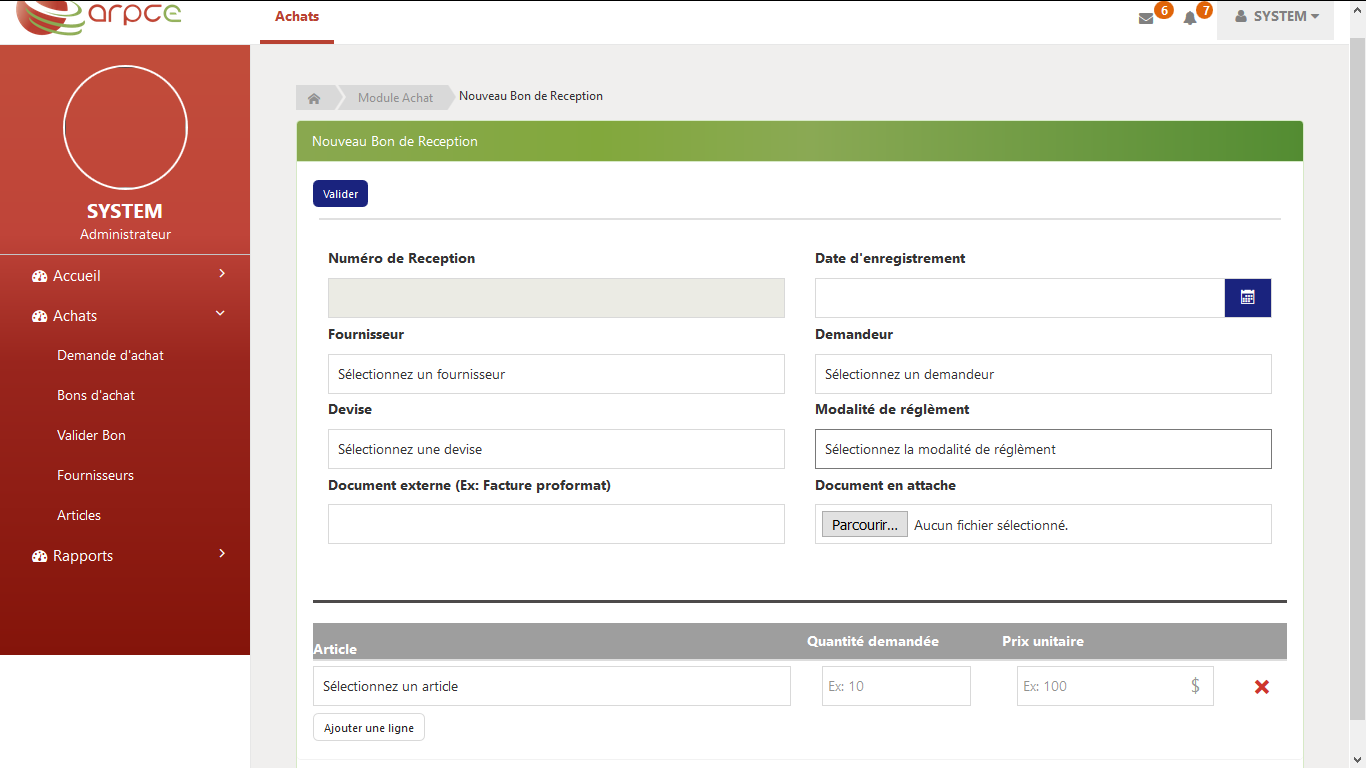 arpce
Achats
6
7
SYSTEM
SYSTEM
Administrateur
Accueil
Achats
Demande d'achat
Bons d'achat
Valider Bon
Fournisseurs
Articles
Rapports
Module Achat
Nouveau Bon de Reception
Nouveau Bon de Reception
Valider
Numéro de Reception
Date d'enregistrement
Fournisseur
Demandeur
Sélectionnez un fournisseur
Sélectionnez un demandeur
Devise
Modalité de réglèment
Sélectionnez une devise
Sélectionnez la modalité de réglèment
Document externe (Ex: Facture proformat)
Document en attache
Parcourir... Aucun fichier sélectionné.
Article
Quantité demandée
Prix unitaire
Sélectionnez un article
Ex: 10
Ex: 100 $
Ajouter une ligne